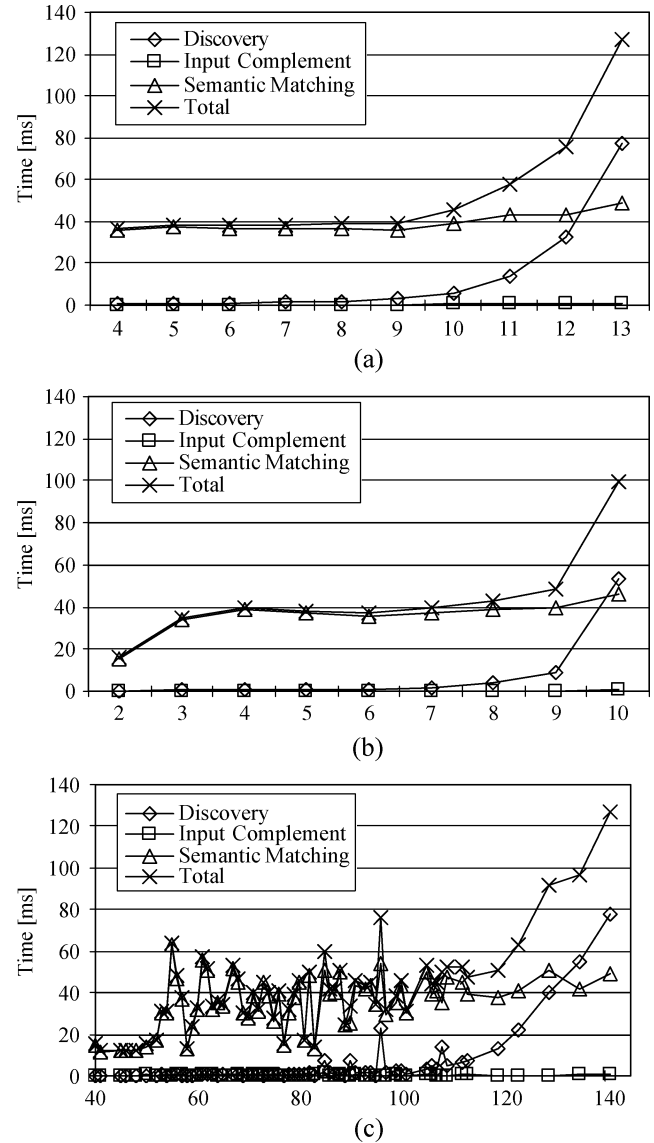 140
120
100
80
60
40
20
0
Time [ms]
Discovery
Input Complement
Semantic Matching
Total
4 5 6 7 8 9 10 11 12 13
(a)
140
120
100
80
60
40
20
0
Time [ms]
Discovery
Input Complement
Semantic Matching
Total
2 3 4 5 6 7 8 9 10
(b)
140
120
100
80
60
40
20
0
Time [ms]
Discovery
Input Complement
Semantic Matching
Total
40 60 80 100 120 140
(c)